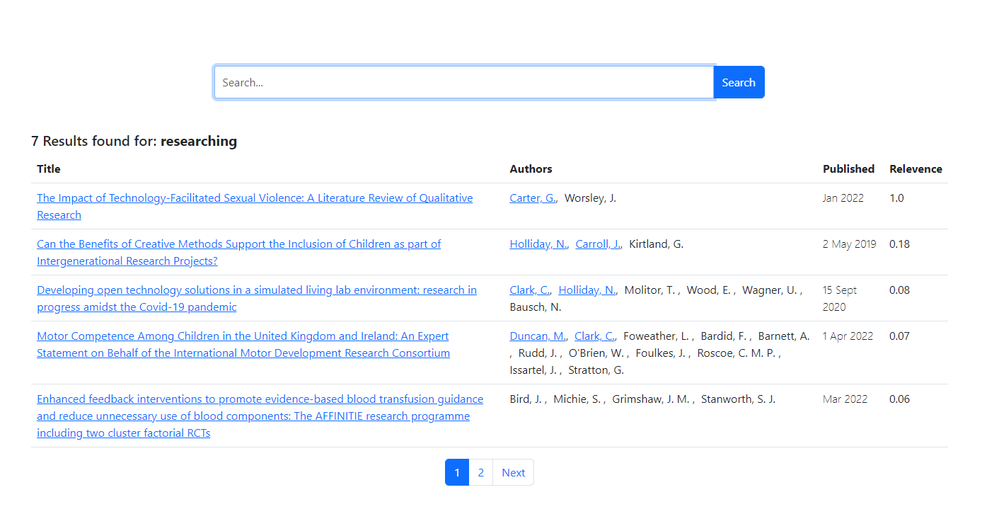 Search...
Search
7 Results found for: researching
Title Authors Published Relevence
The Impact of Technology-Facilitated Sexual Violence: A Literature Review of Qualitative Carter, G., Worsley, J. Jan 2022 1.0
Research
Can the Benefits of Creative Methods Support the Inclusion of Children as part of Holliday, N., Carroll, J., Kirtland, G. 2 May 2019 0.18
Intergenerational Research Projects?
Developing open technology solutions in a simulated living lab environment: research in Clark, C., Holliday, N., Molitor, T. , Wood, E. , Wagner, U. , 15 Sept 0.08
progress amidst the Covid-19 pandemic Bausch, N. 2020
Motor Competence Among Children in the United Kingdom and Ireland: An Expert Duncan, M., Clark, C., Foweather, L. , Bardid, F. , Barnett, A. 1 Apr 2022 0.07
Statement on Behalf of the International Motor Development Research Consortium , Rudd, J. , O'Brien, W. , Foulkes, J. , Roscoe, C. M. P. ,
Issartel, J. , Stratton, G.
Enhanced feedback interventions to promote evidence-based blood transfusion guidance Bird, J. , Michie, S. , Grimshaw, J. M. , Stanworth, S. J. Mar 2022 0.06
and reduce unnecessary use of blood components: The AFFINITIE research programme
including two cluster factorial RCTs
1 2 Next